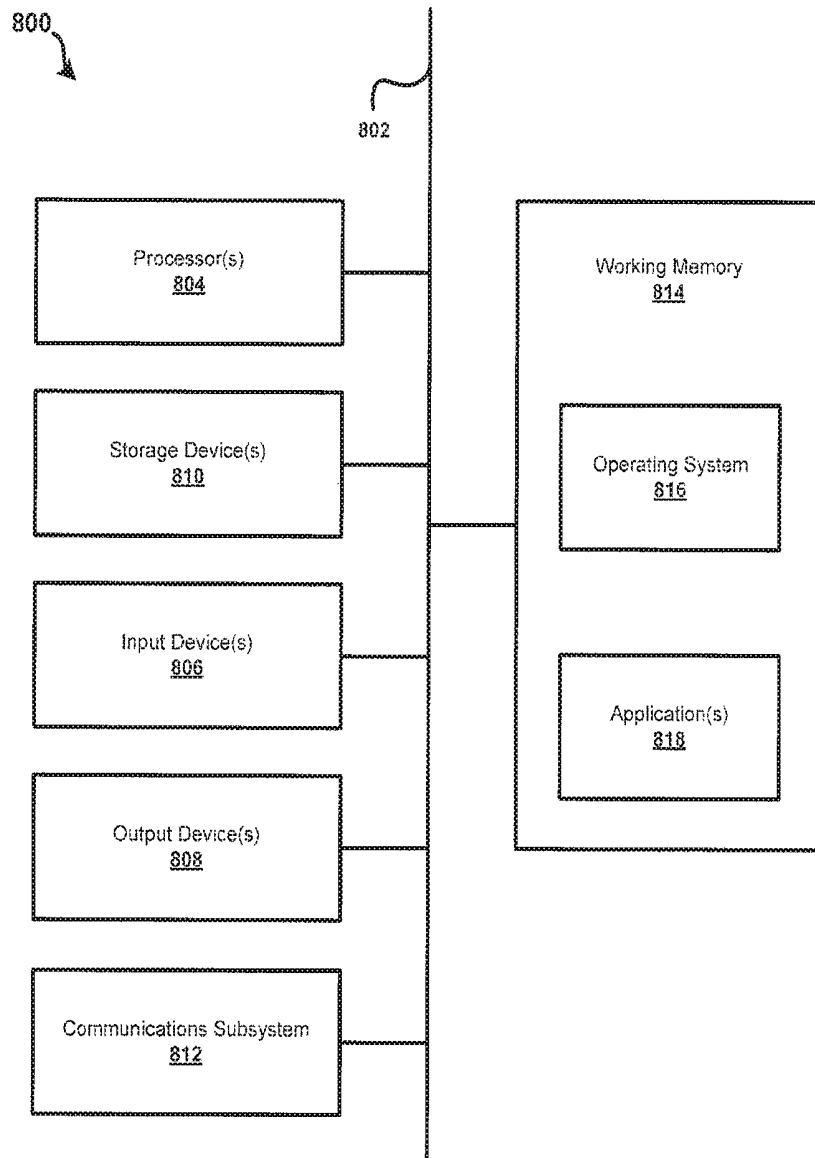 800
802
Processor(s)
804
Storage Device(s)
810
Input Device(s)
806
Output Device(s)
808
Communications Subsystem
812
Working Memory
814
Operating System
816
Application(s)
818